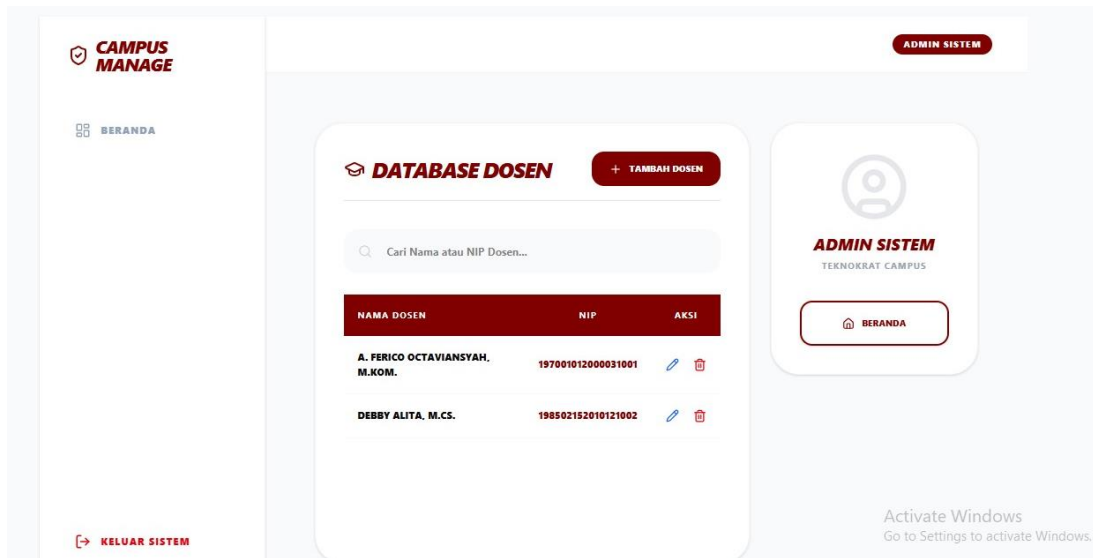 CAMPUS
MANAGE
ADMIN SISTEM
BERANDA
DATABASE DOSEN
+ TAMBAH DOSEN
Cari Nama atau NIP Dosen...
NAMA DOSEN NIP AKSI
A. FERICO OCTAVIANSYAH,
M.KOM.
197001012000031001
DEBBY ALITA, M.CS. 198502152010121002
ADMIN SISTEM
TEKNOKRAT CAMPUS
BERANDA
KELUAR SISTEM
Activate Windows
Go to Settings to activate Windows.